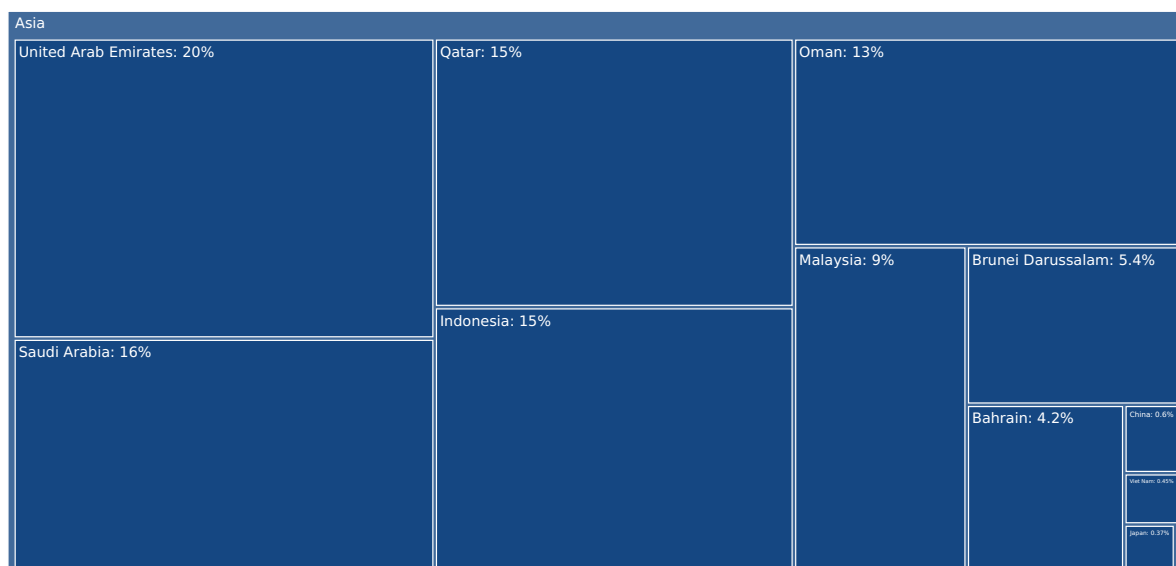 Asia
United Arab Emirates: 20%
Qatar: 15%
Oman: 13%
Malaysia: 9%
Brunei Darussalam: 5.4%
Indonesia: 15%
Saudi Arabia: 16%
Bahrain: 4.2%
China: 0.6%
Viet Nam: 0.45%
Japan: 0.37%